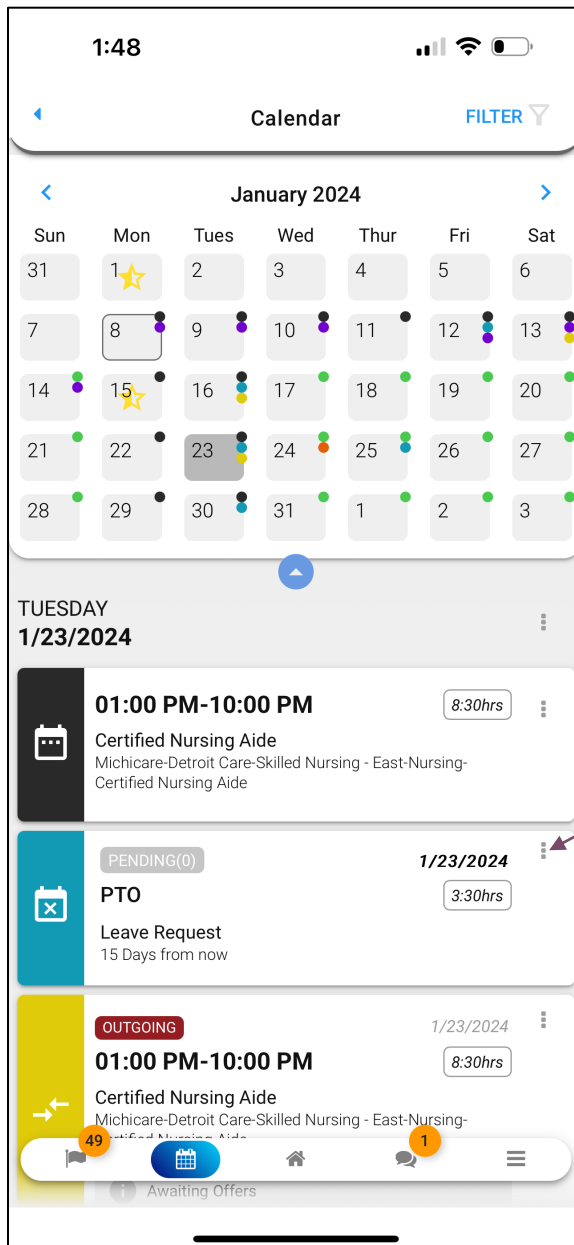 1:48
Calendar FILTER
January 2024
Sun Mon Tues Wed Thur Fri Sat
31 1 2 3 4 5 6
7 8 9 10 11 12 13
14 15 16 17 18 19 20
21 22 23 24 25 26 27
28 29 30 31 1 2 3
TUESDAY
1/23/2024
01:00 PM-10:00 PM 8:30hrs
Certified Nursing Aide
Michicare-Detroit Care-Skilled Nursing - East-Nursing-
Certified Nursing Aide
PENDING(0) 1/23/2024
PTO 3:30hrs
Leave Request
15 Days from now
OUTGOING 1/23/2024
01:00 PM-10:00 PM 8:30hrs
Certified Nursing Aide
Michicare-Detroit Care-Skilled Nursing - East-Nursing-
Certified Nursing Aide
49 1
Awaiting Offers